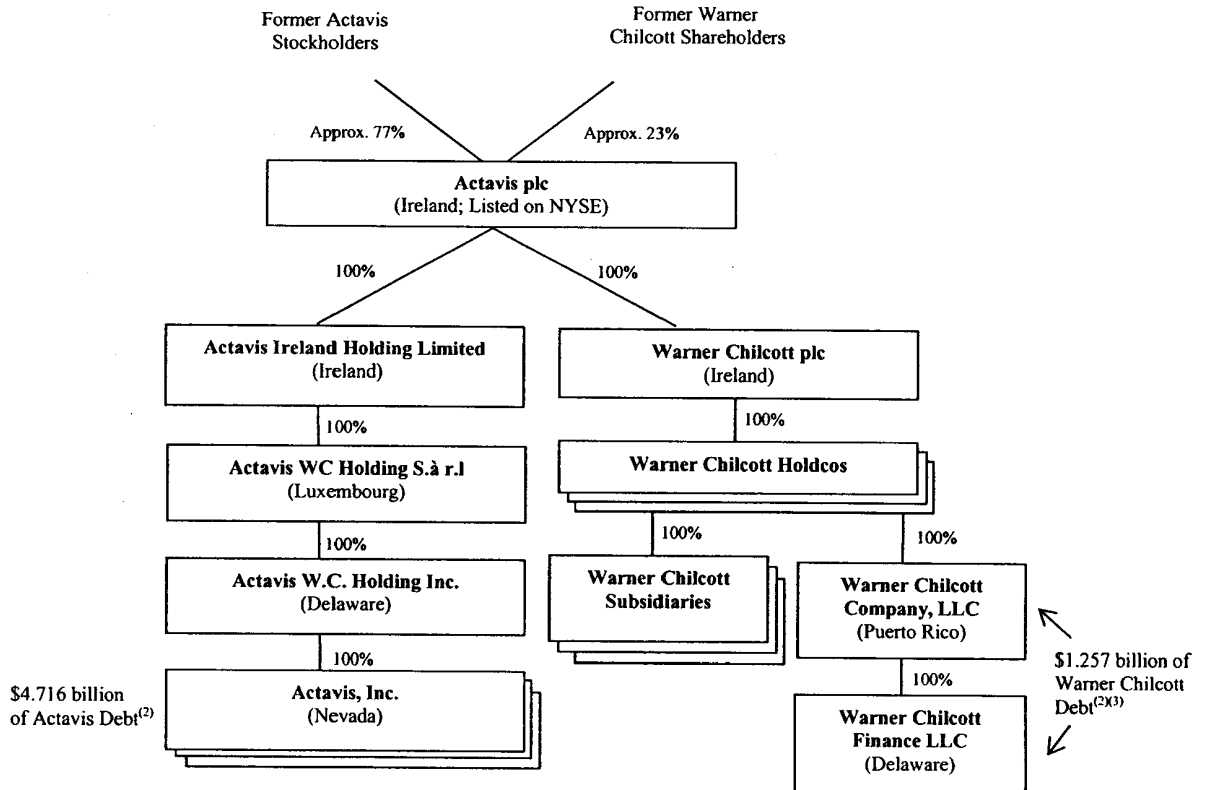 Former Actavis
Stockholders
Former Warner
Chilcott Shareholders
Approx. 77%
Approx. 23%
Actavis plc
(Ireland; Listed on NYSE)
100%
100%
Actavis Ireland Holding Limited
(Ireland)
Warner Chilcott plc
(Ireland)
100%
100%
Actavis WC Holding S.à r.l
(Luxembourg)
Warner Chilcott Holdcos
100%
100%
100%
Actavis W.C. Holding Inc.
(Delaware)
Warner Chilcott
Subsidiaries
Warner Chilcott
Company, LLC
(Puerto Rico)
100%
100%
$4.716 billion
of Actavis Debt(2)
Actavis, Inc.
(Nevada)
$1.257 billion of
Warner Chilcott
Debt(2)(3)
Warner Chilcott
Finance LLC
(Delaware)